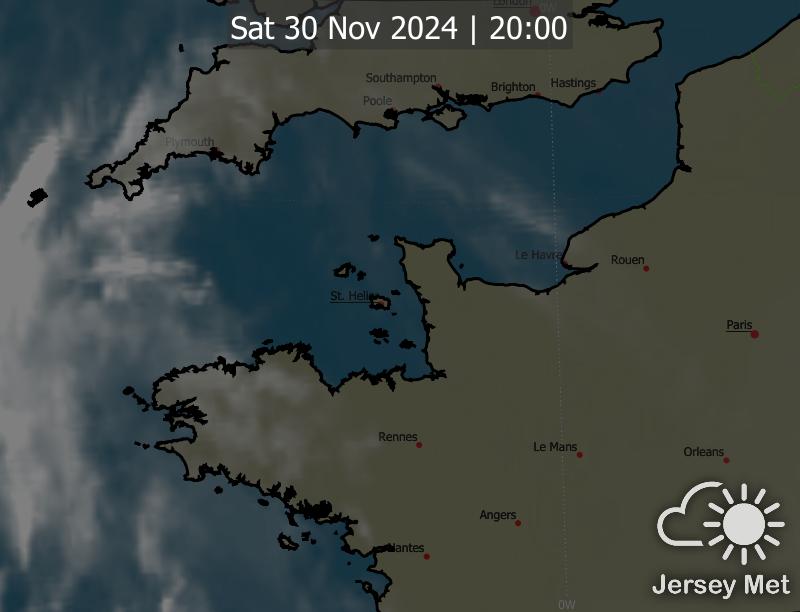 London
0W
Sat 30 Nov 2024 | 20:00
Southampton
Brighton
Hastings
Poole
Plymouth
Le Havre
Rouen
St. Helier
Paris
Rennes
Le Mans
Orleans
Angers
Nantes
Jersey Met
0W